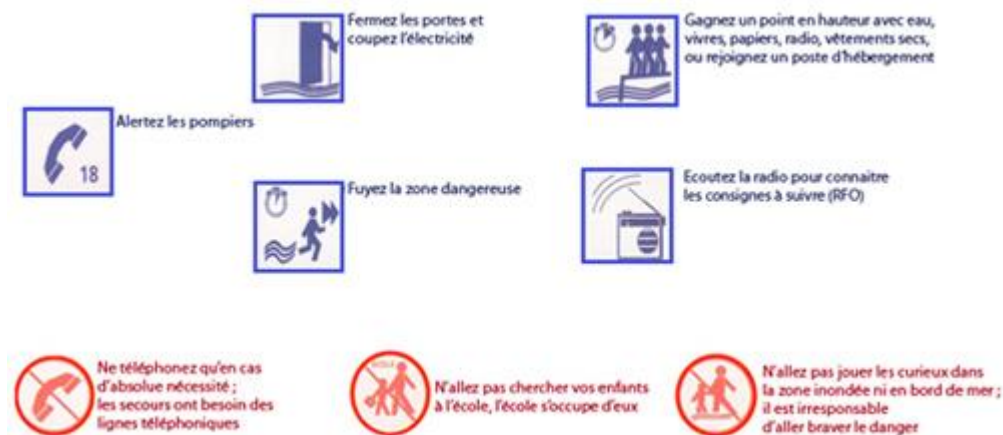 Fermez les portes et
coupez l'électricité
Gagnez un point en hauteur avec eau,
vivres, papiers, radio, vêtements secs,
ou rejoignez un poste d'hébergement
Alertez les pompiers
18
Fuyez la zone dangereuse
Ecoutez la radio pour connaitre
les consignes à suivre (RFO)
Ne téléphonez qu'en cas
d'absolue nécessité ;
les secours ont besoin des
lignes téléphoniques
ECOLE
N'allez pas chercher vos enfants
à l'école, l'école s'occupe d'eux
N'allez pas jouer les curieux dans
la zone inondée ni en bord de mer ;
il est irresponsable
d'aller braver le danger